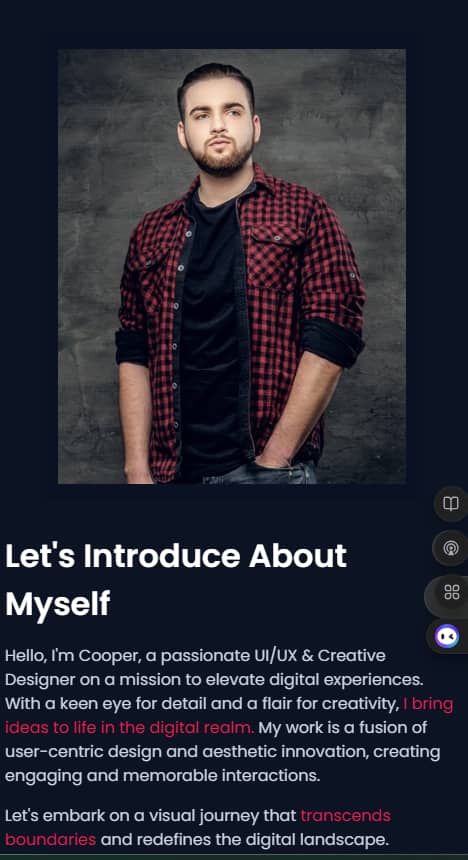 Let's Introduce About
Myself
Hello, I'm Cooper, a passionate UI/UX & Creative
Designer on a mission to elevate digital experiences.
With a keen eye for detail and a flair for creativity, I bring
ideas to life in the digital realm. My work is a fusion of
user-centric design and aesthetic innovation, creating
engaging and memorable interactions.
Let's embark on a visual journey that transcends
boundaries and redefines the digital landscape.